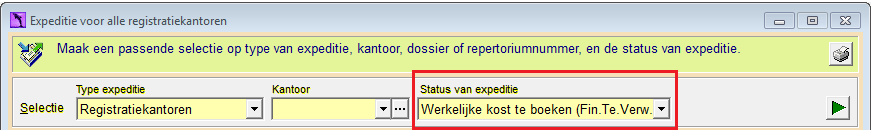 Expeditie voor alle registratiekantoren
Maak een passende selectie op type van expeditie, kantoor, dossier of repertoriumnummer, en de status van expeditie.
Type expeditie Kantoor Status van expeditie
Selectie Registratiekantoren ... Werkelijke kost te boeken (Fin.Te.Verw.